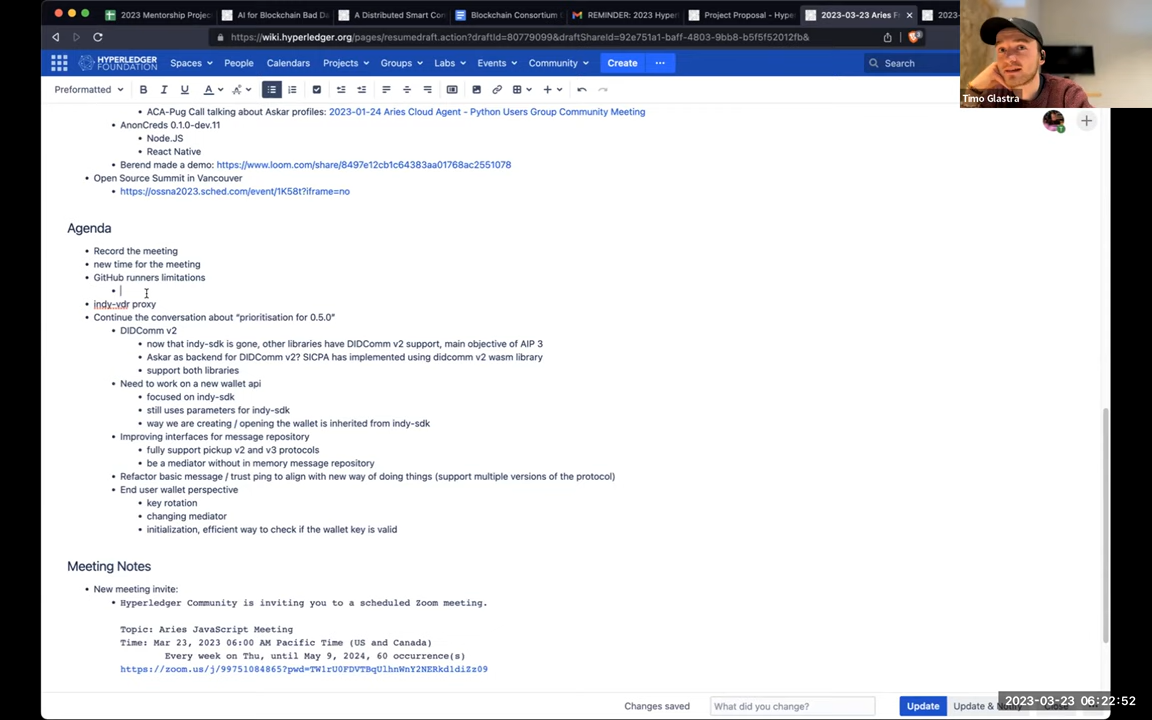 2023 Mentorship Projec
AI for Blockchain Bad Da
A Distributed Smart Con
Blockchain Consortium L
REMINDER: 2023 Hyper
Project Proposal - Hype
2023-03-23 Aries F
2023-
https://wiki.hyperledger.org/pages/resumedraft.action?draftId=80779099&draftShareId=92e751a1-baff-4803-9bb8-b5f5f52012fb&
HYPERLEDGER FOUNDATION Spaces People Calendars Projects Groups Labs Events Community Create Search
Preformatted B I U A
Timo Glastra
ACA-Pug Call talking about Askar profiles: 2023-01-24 Aries Cloud Agent - Python Users Group Community Meeting
AnonCreds 0.1.0-dev.11
Node.JS
React Native
Berend made a demo: https://www.loom.com/share/8497e12cb1c64383aa01768ac2551078
Open Source Summit in Vancouver
https://ossna2023.sched.com/event/1K58t?iframe=no
Agenda
Record the meeting
new time for the meeting
GitHub runners limitations
indy-vdr proxy
Continue the conversation about "prioritisation for 0.5.0"
DIDComm v2
now that indy-sdk is gone, other libraries have DIDComm v2 support, main objective of AIP 3
Askar as backend for DIDComm v2? SICPA has implemented using didcomm v2 wasm library
support both libraries
Need to work on a new wallet api
focused on indy-sdk
still uses parameters for indy-sdk
way we are creating / opening the wallet is inherited from indy-sdk
Improving interfaces for message repository
fully support pickup v2 and v3 protocols
be a mediator without in memory message repository
Refactor basic message / trust ping to align with new way of doing things (support multiple versions of the protocol)
End user wallet perspective
key rotation
changing mediator
initialization, efficient way to check if the wallet key is valid
Meeting Notes
New meeting invite:
Hyperledger Community is inviting you to a scheduled Zoom meeting.
Topic: Aries JavaScript Meeting
Time: Mar 23, 2023 06:00 AM Pacific Time (US and Canada)
Every week on Thu, until May 9, 2024, 60 occurrence(s)
https://zoom.us/j/99751084865?pwd=TW1rU0FDVTBqUlhnWnY2NERkd1diZz09
Changes saved What did you change? Update Update &
2023-03-23 06:22:52